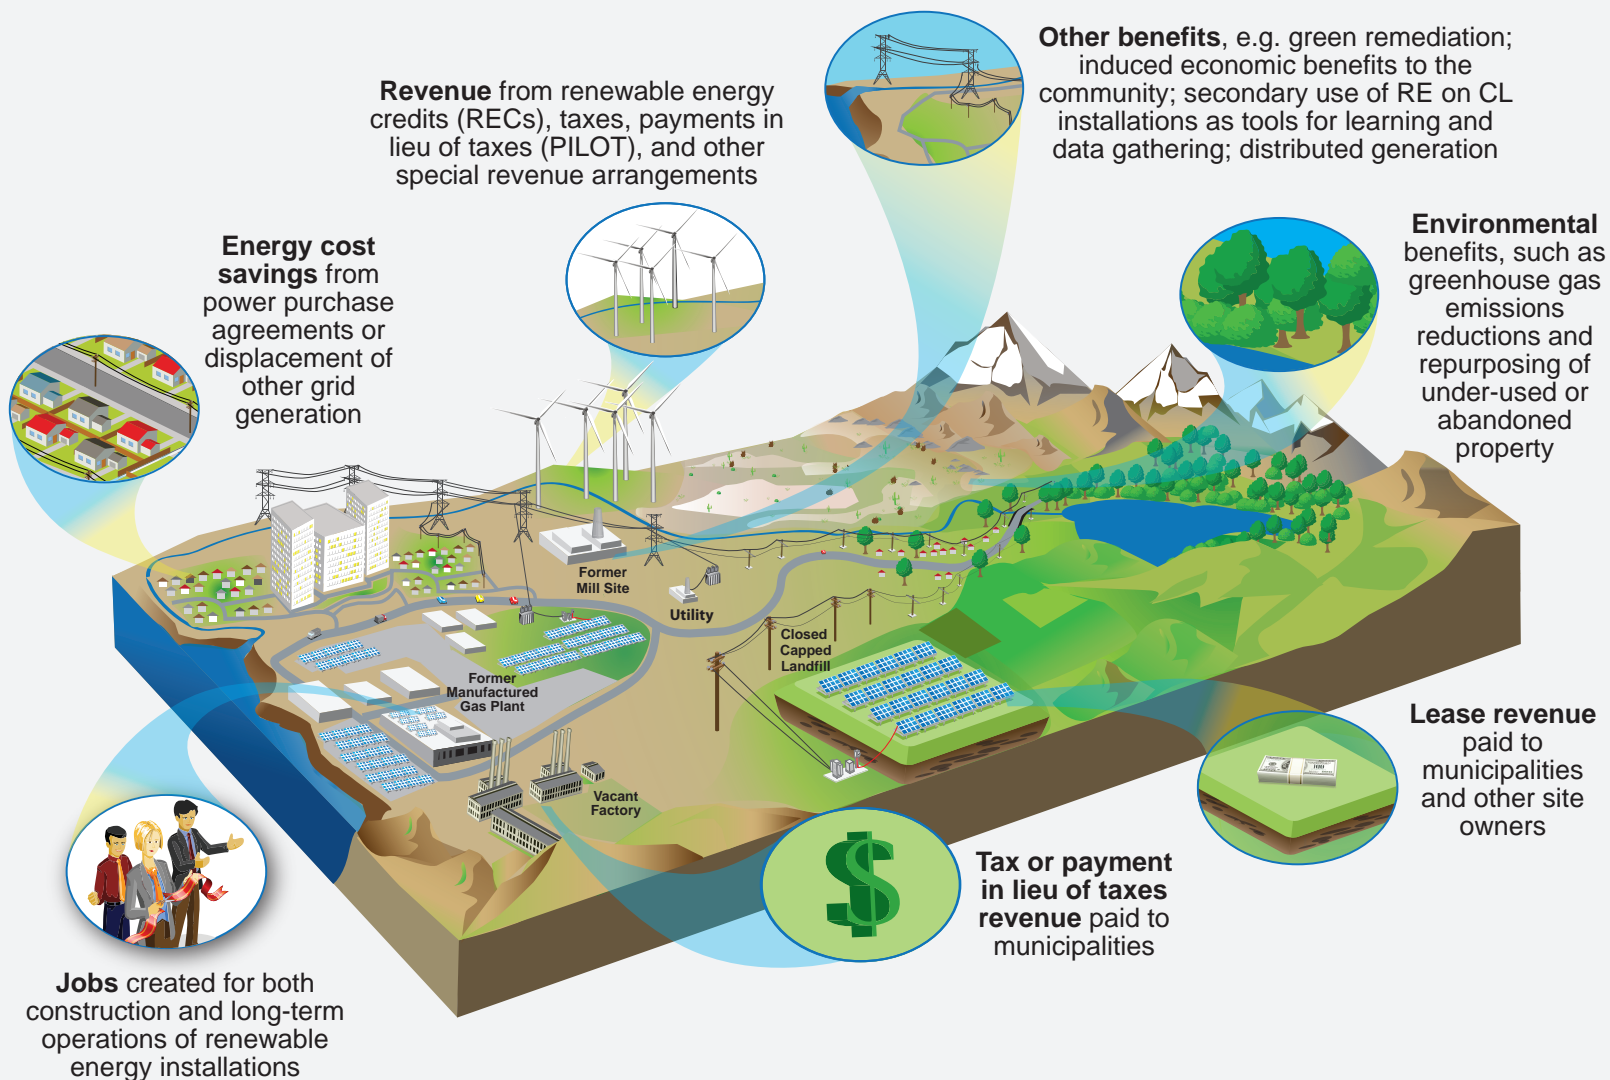 Other benefits, e.g. green remediation;
induced economic benefits to the
community; secondary use of RE on CL
installations as tools for learning and
data gathering; distributed generation
Revenue from renewable energy
credits (RECs), taxes, payments in
lieu of taxes (PILOT), and other
special revenue arrangements
Environmental
benefits, such as
greenhouse gas
emissions
reductions and
repurposing of
under-used or
abandoned
property
Energy cost
savings from
power purchase
agreements or
displacement of
other grid
generation
Former
Mill Site
Utility
Closed
Capped
Landfill
Former
Manufactured
Gas Plant
Vacant
Factory
Lease revenue
paid to
municipalities
and other site
owners
Tax or payment
in lieu of taxes
revenue paid to
municipalities
Jobs created for both
construction and long-term
operations of renewable
energy installations